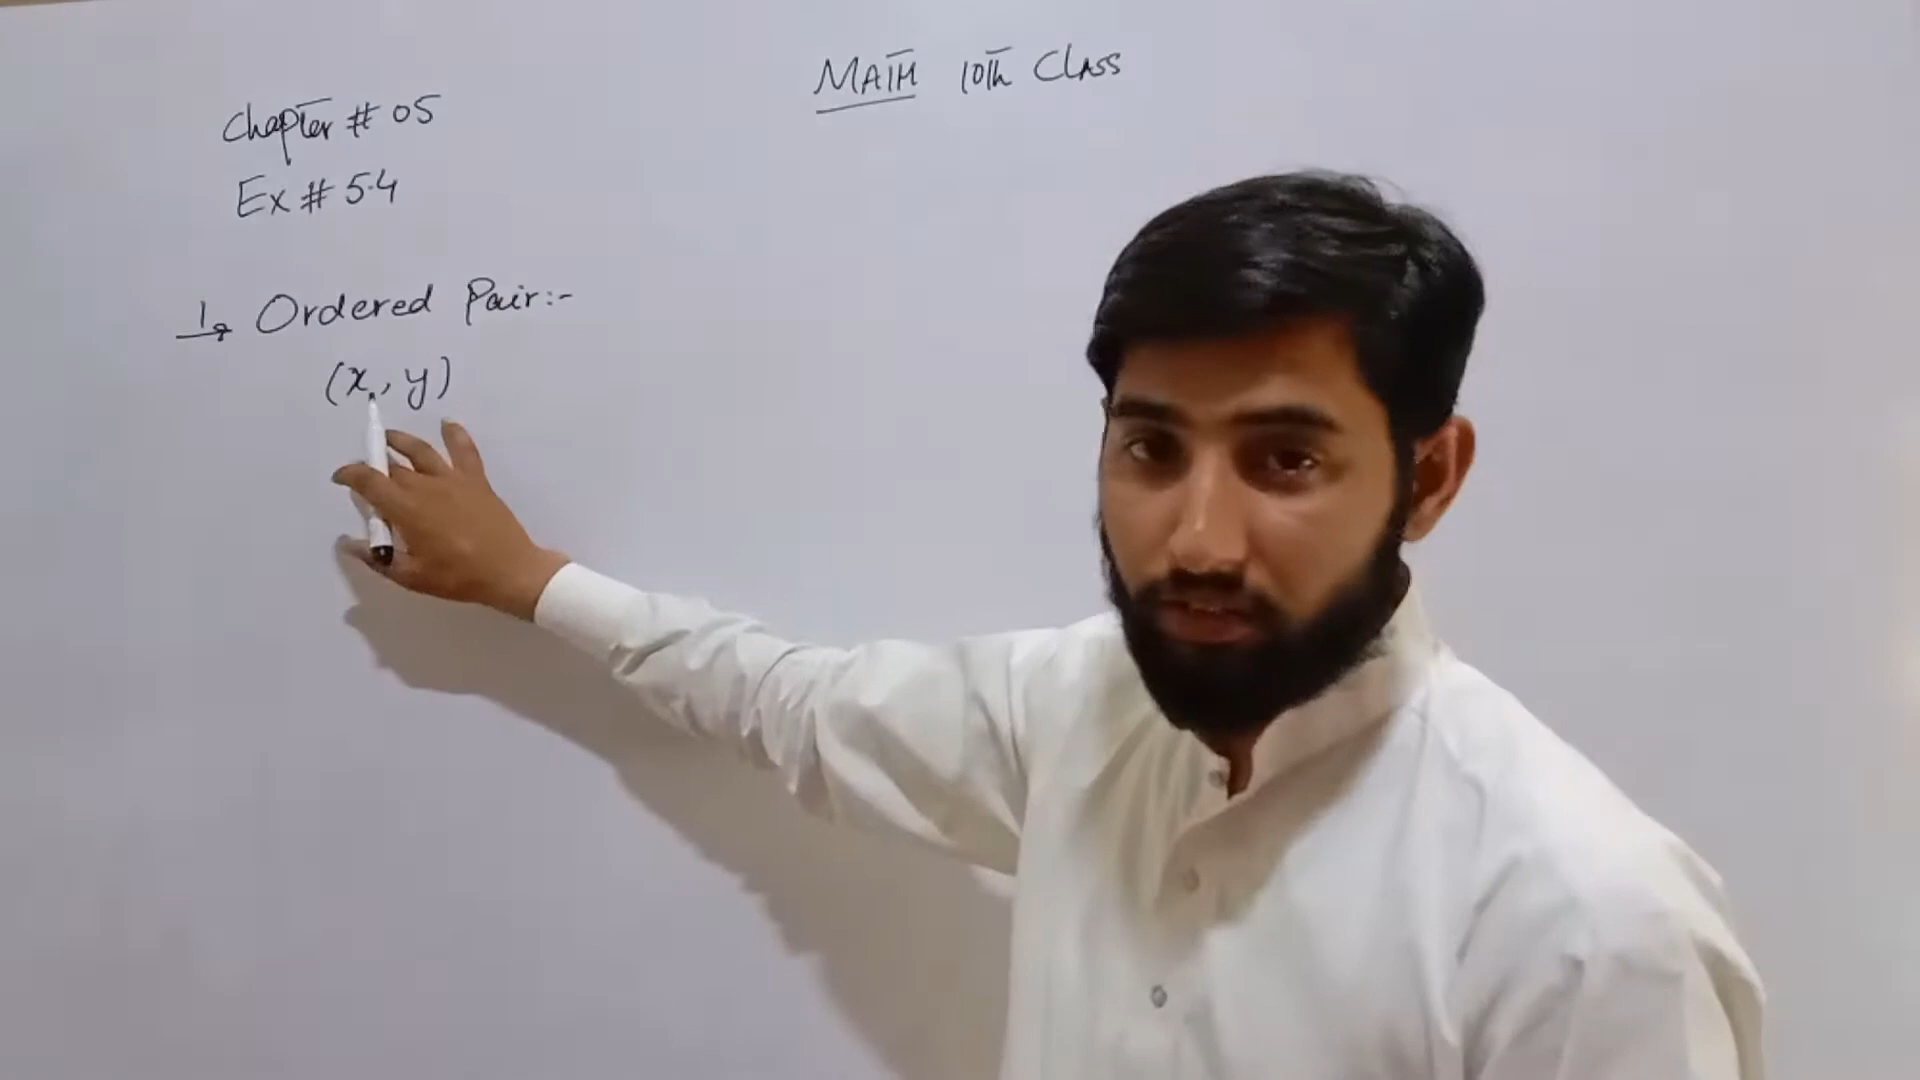 MATH 10th Class
Chapter # 05
Ex # 5.4
1, Ordered Pair:-
(x, y)